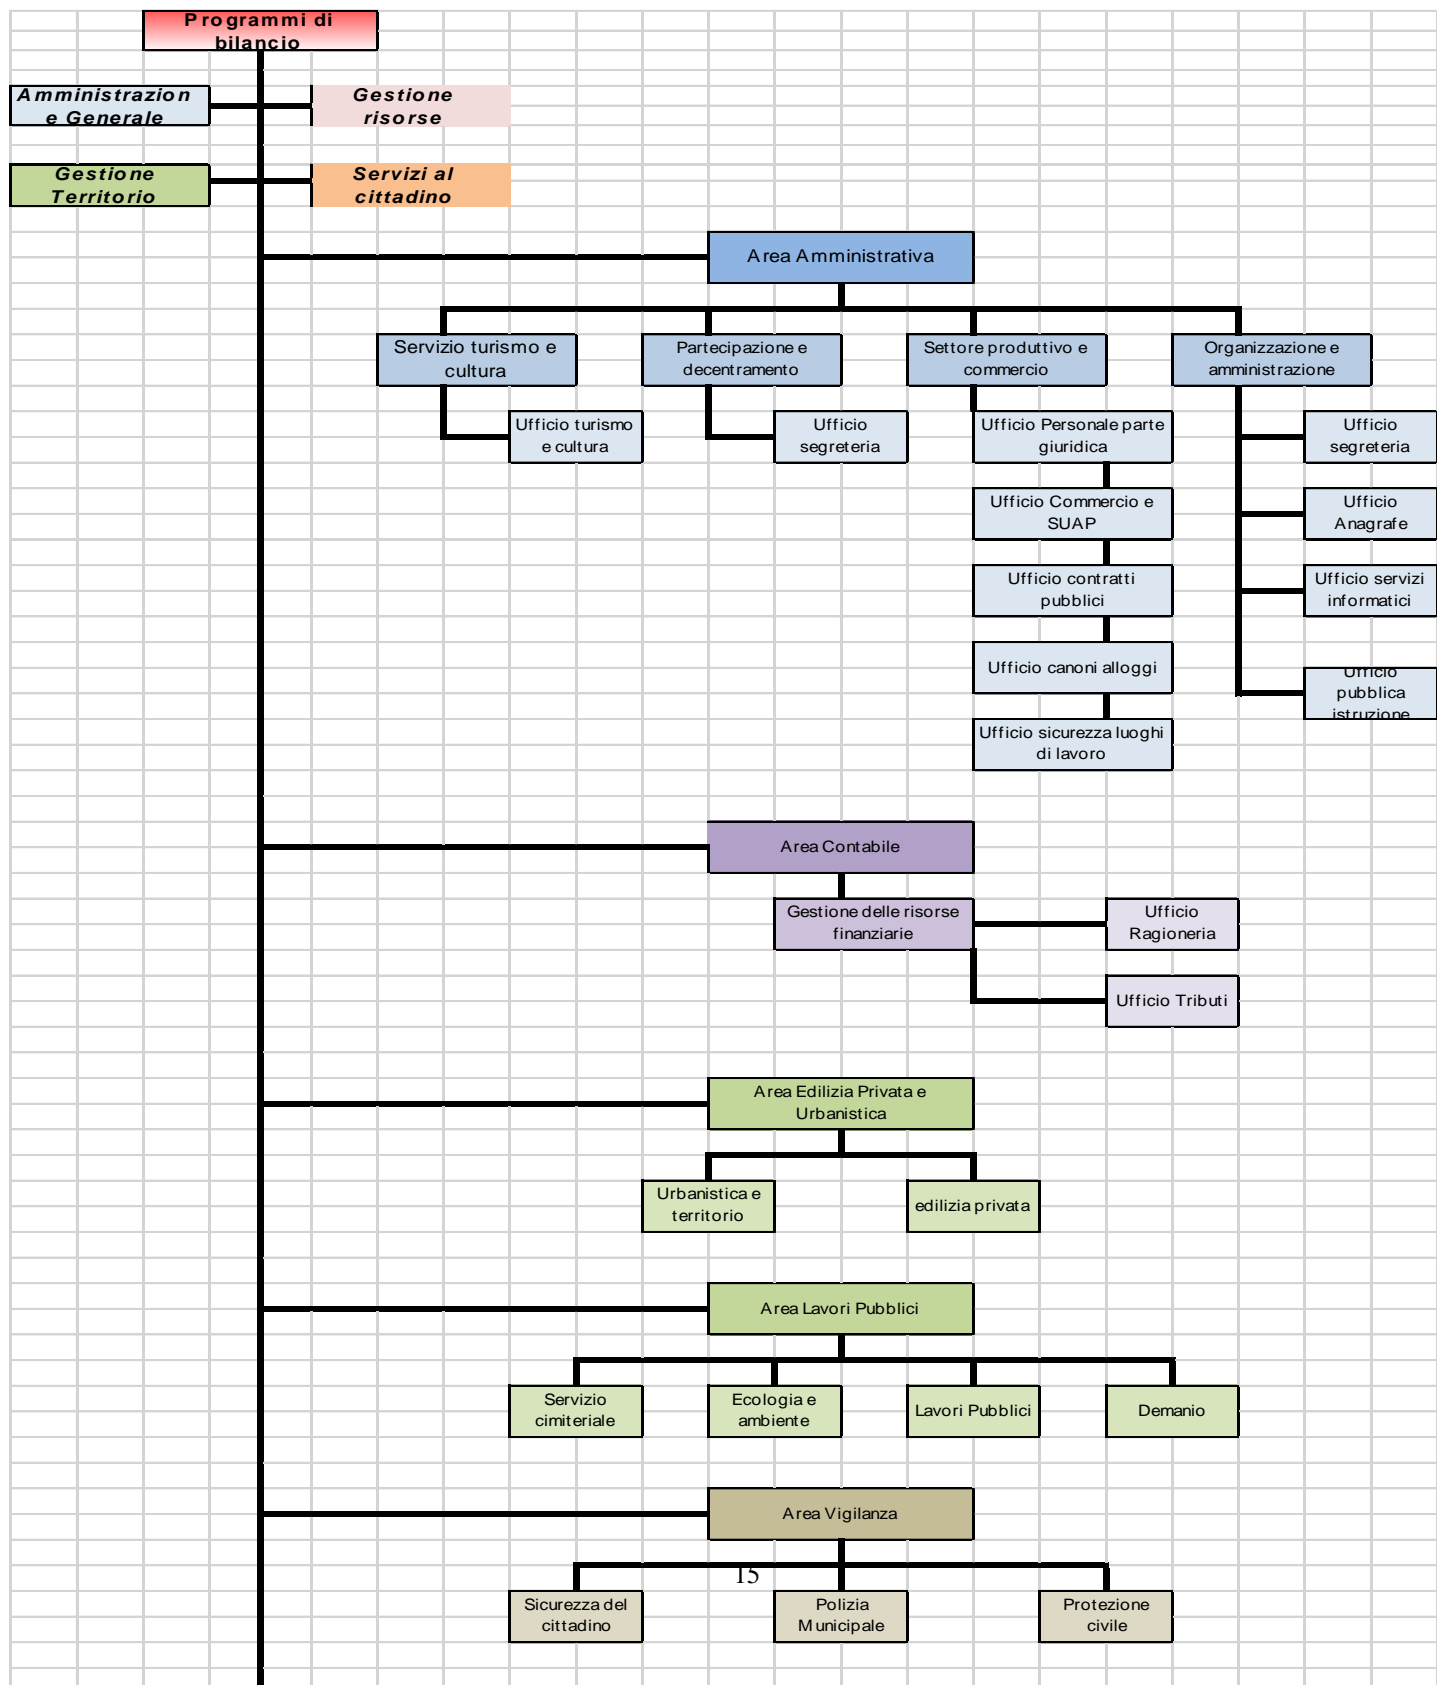 Programmi di
bilancio
Amministrazion
e Generale
Gestione
risorse
Gestione
Territorio
Servizi al
cittadino
Area Amministrativa
Servizio turismo e
cultura
Partecipazione e
decentramento
Settore produttivo e
commercio
Organizzazione e
amministrazione
Ufficio turismo
e cultura
Ufficio
segreteria
Ufficio Personale parte
giuridica
Ufficio
segreteria
Ufficio Commercio e
SUAP
Ufficio
Anagrafe
Ufficio contratti
pubblici
Ufficio servizi
informatici
Ufficio canoni alloggi
Ufficio
pubblica
istruzione
Ufficio sicurezza luoghi
di lavoro
Area Contabile
Gestione delle risorse
finanziarie
Ufficio
Ragioneria
Ufficio Tributi
Area Edilizia Privata e
Urbanistica
Urbanistica e
territorio
edilizia privata
Area Lavori Pubblici
Servizio
cimiteriale
Ecologia e
ambiente
Lavori Pubblici
Demanio
Area Vigilanza
15
Sicurezza del
cittadino
Polizia
Municipale
Protezione
civile